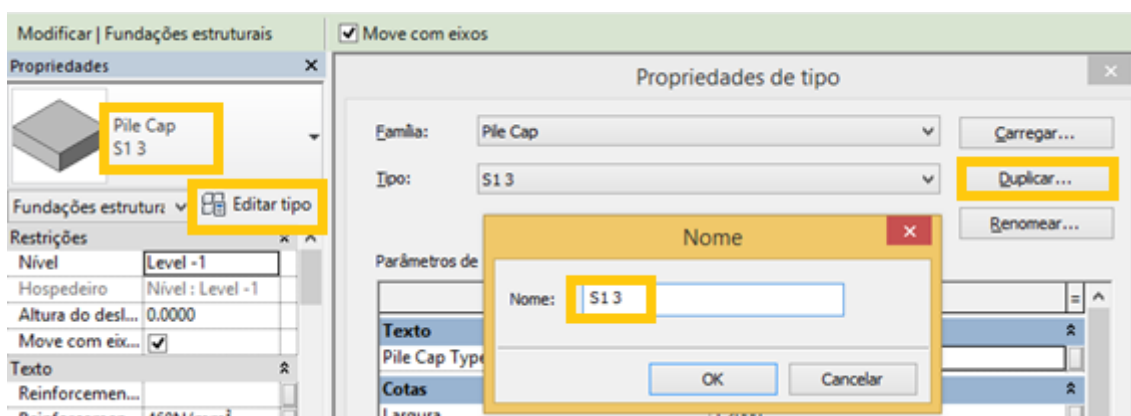 Modificar | Fundações estruturais
Move com eixos
Propriedades
Pile Cap
S1 3
Fundações estrutura
Editar tipo
Restrições
Nível Level -1
Hospedeiro Nível : Level -1
Altura do desl... 0.0000
Move com eix...
Texto
Reinforcemen...
Propriedades de tipo
Família: Pile Cap Carregar...
Tipo: S1 3 Duplicar...
Renomear...
Parâmetros de
=
Texto
Pile Cap Type
Cotas
Largura
Nome
Nome: S1 3
OK Cancelar